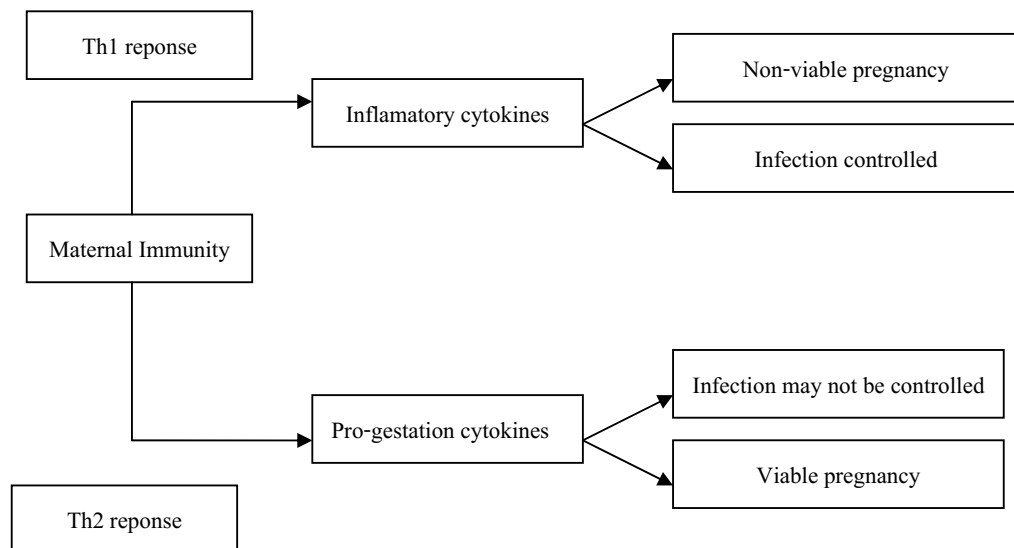 Th1 reponse
Non-viable pregnancy
Inflamatory cytokines
Infection controlled
Maternal Immunity
Infection may not be controlled
Pro-gestation cytokines
Viable pregnancy
Th2 reponse